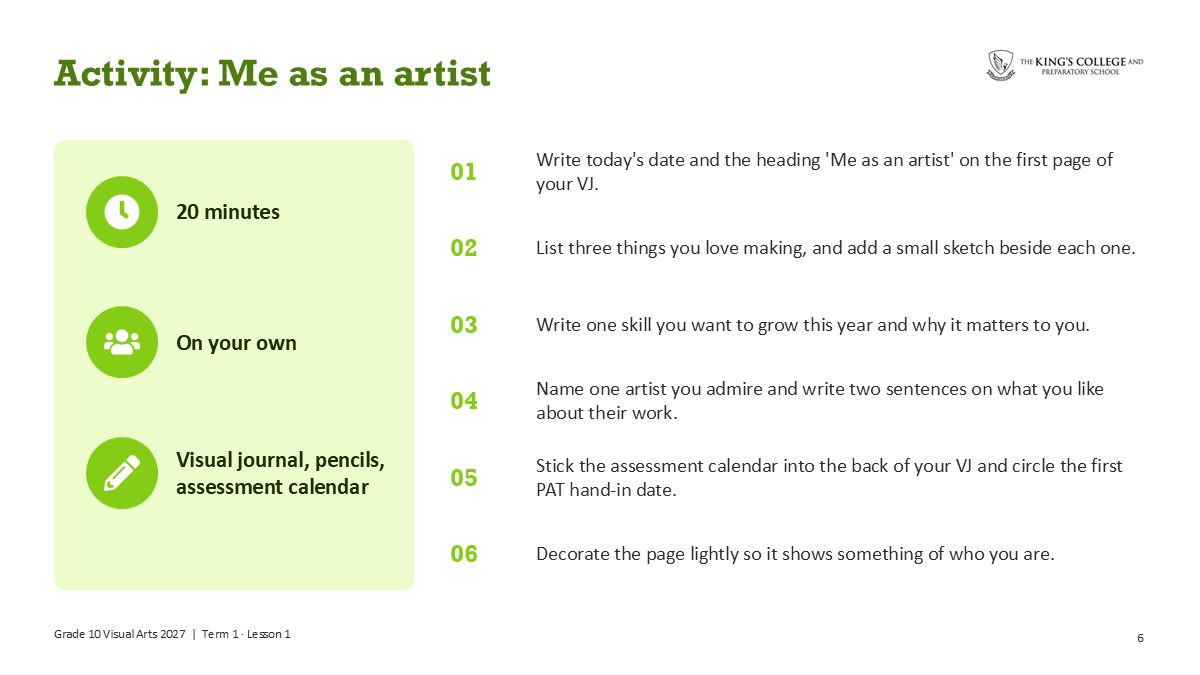 Activity: Me as an artist
THE KING'S COLLEGE AND
PREPARATORY SCHOOL
20 minutes
On your own
Visual journal, pencils,
assessment calendar
01
Write today's date and the heading 'Me as an artist' on the first page of
your VJ.
02
List three things you love making, and add a small sketch beside each one.
03
Write one skill you want to grow this year and why it matters to you.
04
Name one artist you admire and write two sentences on what you like
about their work.
05
Stick the assessment calendar into the back of your VJ and circle the first
PAT hand-in date.
06
Decorate the page lightly so it shows something of who you are.
Grade 10 Visual Arts 2027 | Term 1 · Lesson 1
6